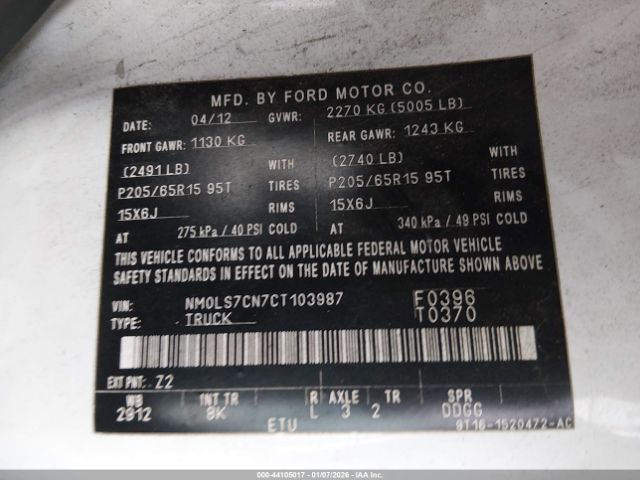 MFD. BY FORD MOTOR CO.
DATE: 04/12 GVWR: 2270 KG (5005 LB)
FRONT GAWR: 1130 KG REAR GAWR: 1243 KG
(2491 LB) WITH (2740 LB) WITH
P205/65R15 95T TIRES P205/65R15 95T TIRES
15X6J RIMS 15X6J RIMS
AT 275 kPa / 40 PSI COLD AT 340 kPa / 49 PSI COLD
THIS VEHICLE CONFORMS TO ALL APPLICABLE FEDERAL MOTOR VEHICLE
SAFETY STANDARDS IN EFFECT ON THE DATE OF MANUFACTURE SHOWN ABOVE
VIN: NM0LS7CN7CT103987 F0396
TYPE: TRUCK T0370
EXT PNT: Z2
WB INT TR R AXLE TR SPR
2912 8K L 3 2 DDGG
ETU 9T16-1520472-AC
000-44105017 - 01/07/2026 - IAAI.COM